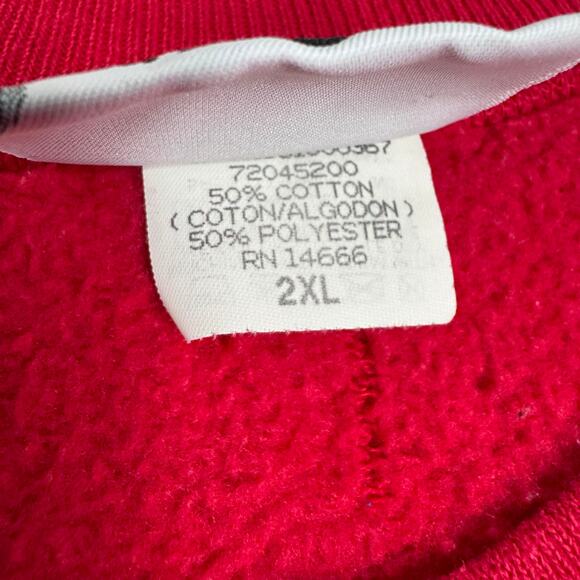 72045200
50% COTTON
(COTON/ALGODON)
50% POLYESTER
RN 14666
2XL